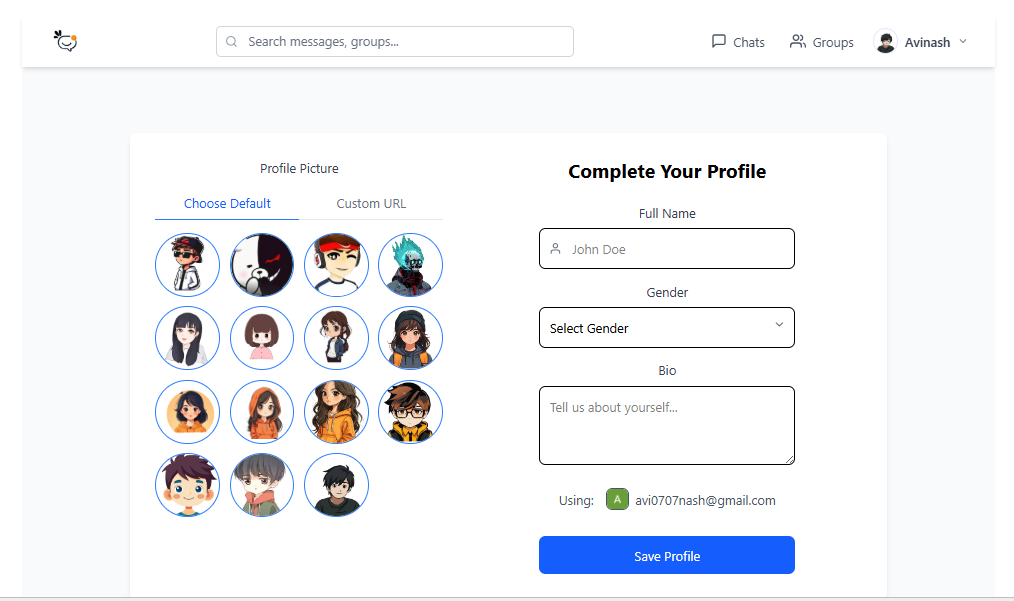 Search messages, groups...
Chats
Groups
Avinash
Profile Picture
Choose Default
Custom URL
Complete Your Profile
Full Name
John Doe
Gender
Select Gender
Bio
Tell us about yourself...
Using: A avi0707nash@gmail.com
Save Profile